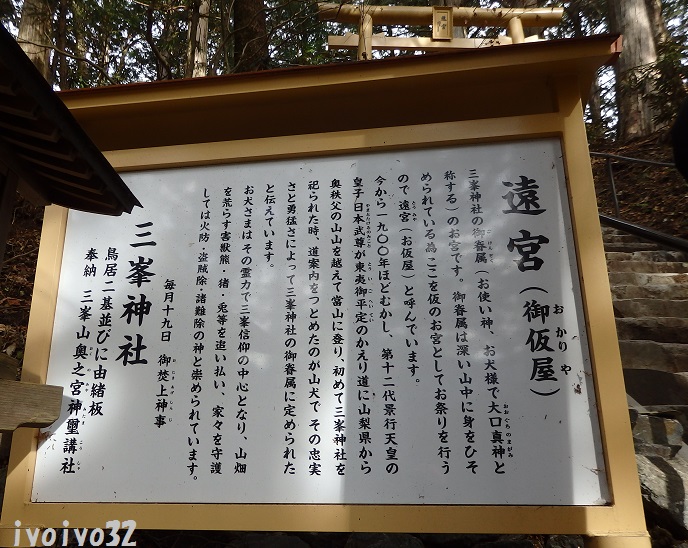 遠宮（御仮屋）
おかりや
三峯神社の御眷属（お使い神、お犬様で大口真神と
称する）のお宮です。御眷属は深い山中に身をひそ
められている為ここを仮のお宮としてお祭りを行う
ので遠宮（お仮屋）と呼んでいます。
今から一九〇〇年ほどむかし、第十二代景行天皇の
皇子日本武尊が東夷御平定のかえり道に山梨県から
奥秩父の山山を越えて當山に登り、初めて三峯神社を
祀られた時、道案内をつとめたのが山犬で その忠実
さと勇猛さによって三峯神社の御眷属に定められた
と伝えています。
お犬さまはその霊力で三峯信仰の中心となり、山畑
を荒らす害獣熊・猪・兎等を追い払い、家々を守護
しては火防・盗賊除・諸難除の神と崇められています。
毎月十九日 御焚上神事
三峯神社
鳥居二基並びに由緒板
奉納 三峯山奥之宮神璽講社
ivoivo32